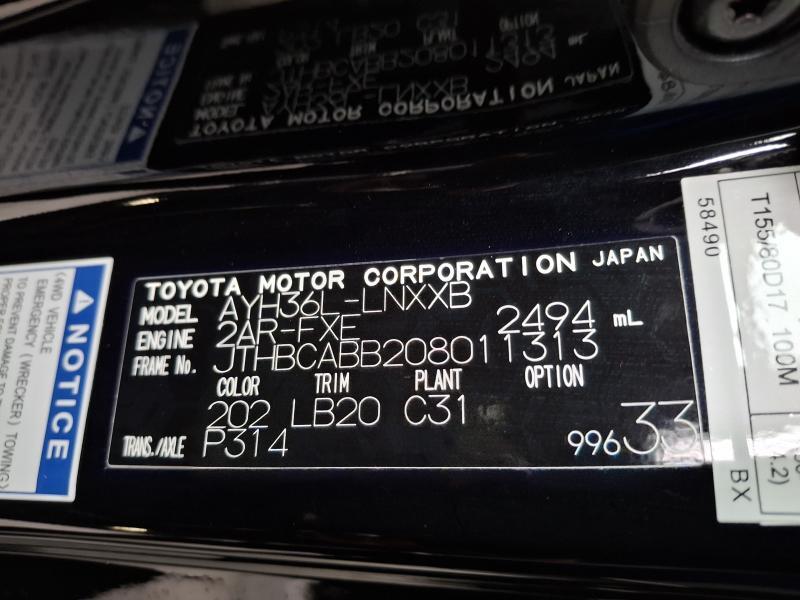 TOYOTA MOTOR CORPORATION JAPAN
MODEL AYH36L-LNXXB
ENGINE 2AR-FXE 2494 mL
FRAME No. JTHBCABB208011313
COLOR TRIM PLANT OPTION
202 LB20 C31
TRANS./AXLE P314
99633
NOTICE
(4WD VEHICLE
EMERGENCY (WRECKER) TOWING)
TO PREVENT DAMAGE TO
58490
T155/80D17 100M
BX